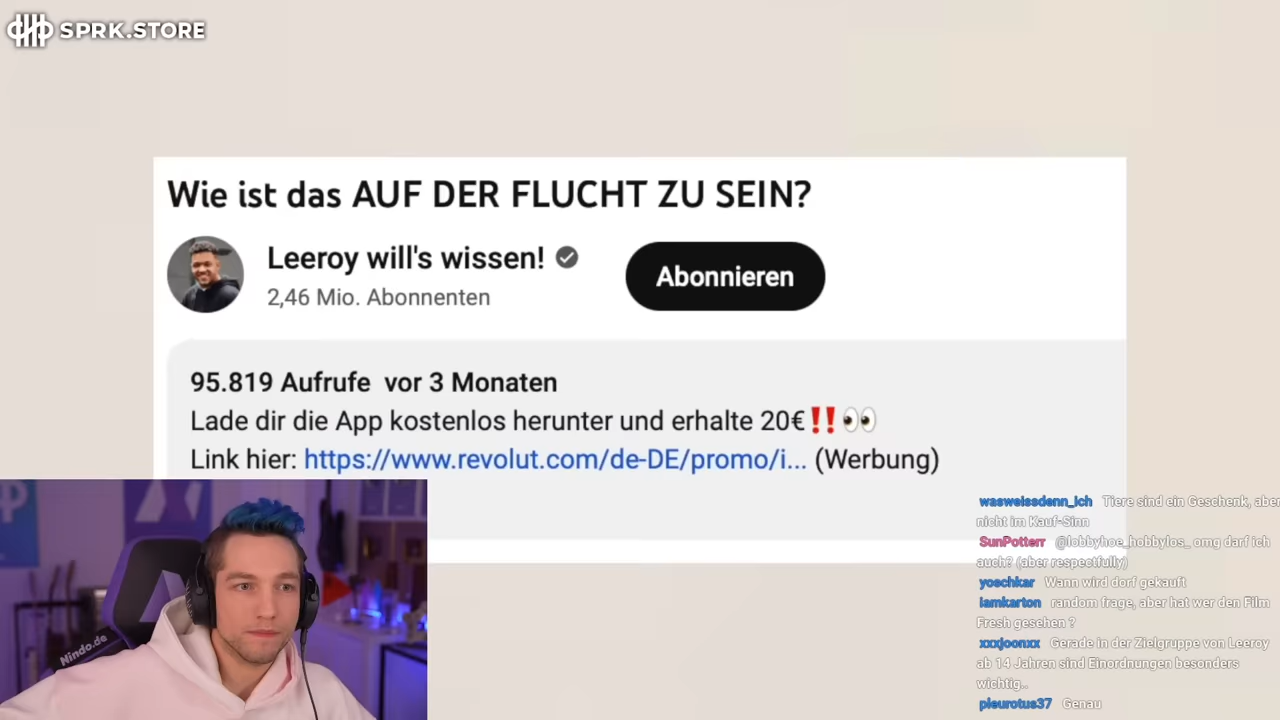 SPRK.STORE
Wie ist das AUF DER FLUCHT ZU SEIN?
Leeroy will's wissen!
2,46 Mio. Abonnenten
Abonnieren
95.819 Aufrufe vor 3 Monaten
Lade dir die App kostenlos herunter und erhalte 20€‼️👀
Link hier: https://www.revolut.com/de-DE/promo/i... (Werbung)
Nindo.de
wasweissdenn_ich Tiere sind ein Geschenk, aber
nicht im Kauf-Sinn
SunPotterr @lobbyhoe_hobbylos_ omg darf ich
auch? (aber respectfully)
yoschkar Wann wird dorf gekauft
iamkarton random frage, aber hat wer den Film
Fresh gesehen ?
xxxjoonxx Gerade in der Zielgruppe von Leeroy
ab 14 Jahren sind Einordnungen besonders
wichtig..
pleurotus37 Genau